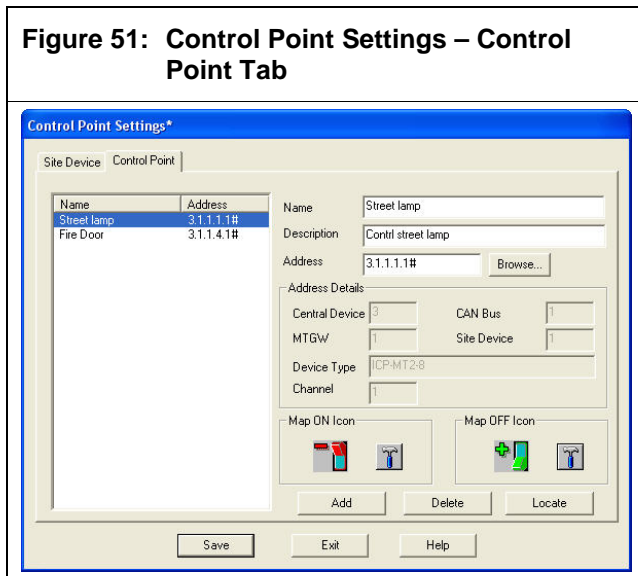 Figure 51: Control Point Settings – Control
Point Tab
Control Point Settings*
Site Device Control Point
Name Address
Street lamp 3.1.1.1.1#
Fire Door 3.1.1.4.1#
Name Street lamp
Description Contrl street lamp
Address 3.1.1.1.1# Browse...
Address Details
Central Device 3 CAN Bus 1
MTGW 1 Site Device 1
Device Type ICP-MT2-8
Channel 1
Map ON Icon Map OFF Icon
Add Delete Locate
Save Exit Help